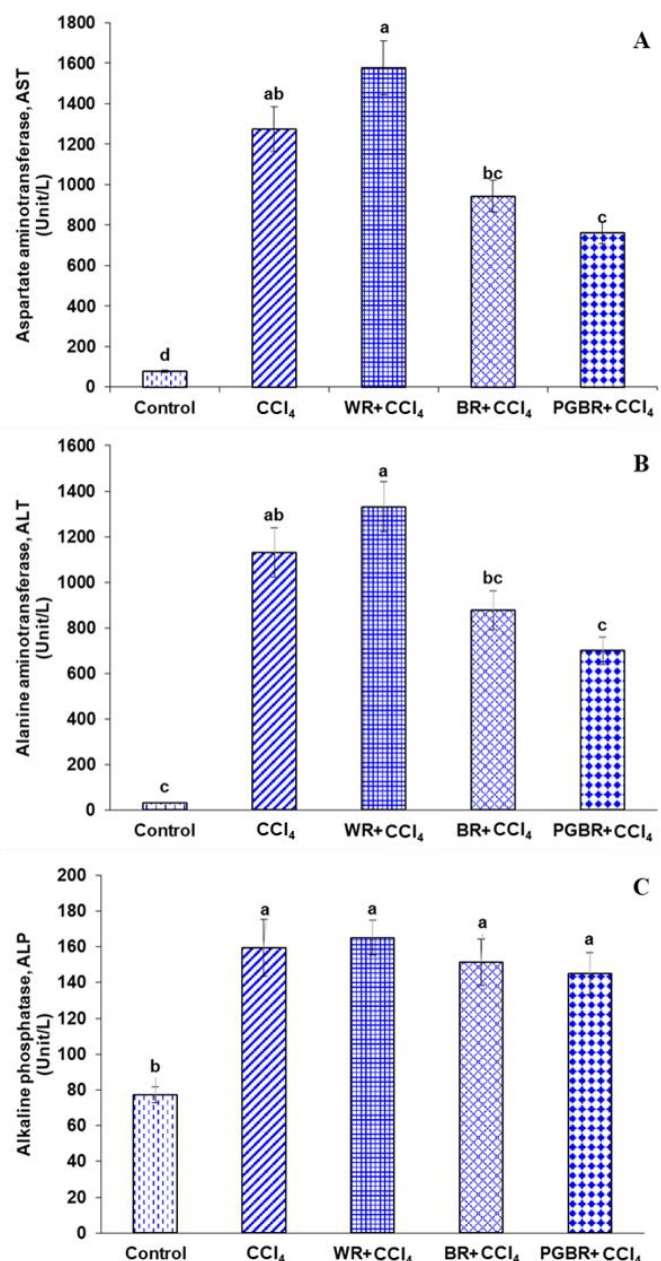 A
Aspartate aminotransferase, AST
(Unit/L)
1800
1600
1400
1200
1000
800
600
400
200
0
d
ab
a
bc
c
Control
CCl₄
WR+CCl₄
BR+CCl₄
PGBR+CCl₄
B
Alanine aminotransferase, ALT
(Unit/L)
1600
1400
1200
1000
800
600
400
200
0
c
ab
a
bc
c
Control
CCl₄
WR+CCl₄
BR+CCl₄
PGBR+CCl₄
C
Alkaline phosphatase, ALP
(Unit/L)
200
180
160
140
120
100
80
60
40
20
0
b
a
a
a
a
Control
CCl₄
WR+CCl₄
BR+CCl₄
PGBR+CCl₄